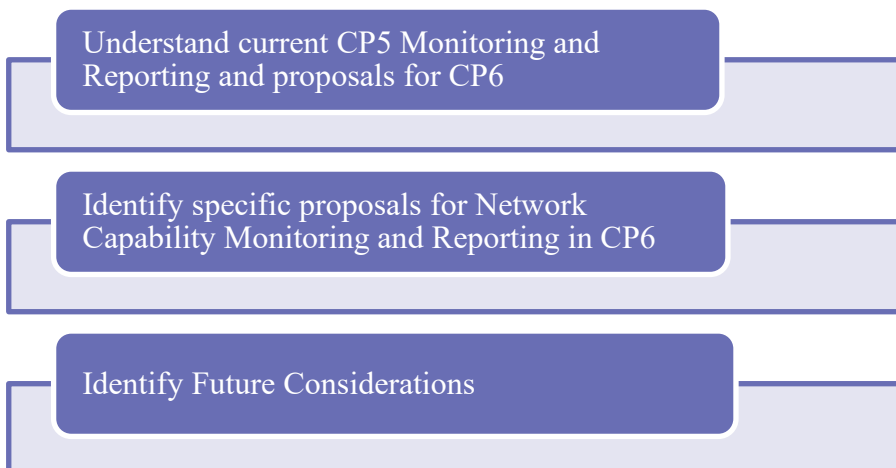 Understand current CP5 Monitoring and
Reporting and proposals for CP6
Identify specific proposals for Network
Capability Monitoring and Reporting in CP6
Identify Future Considerations